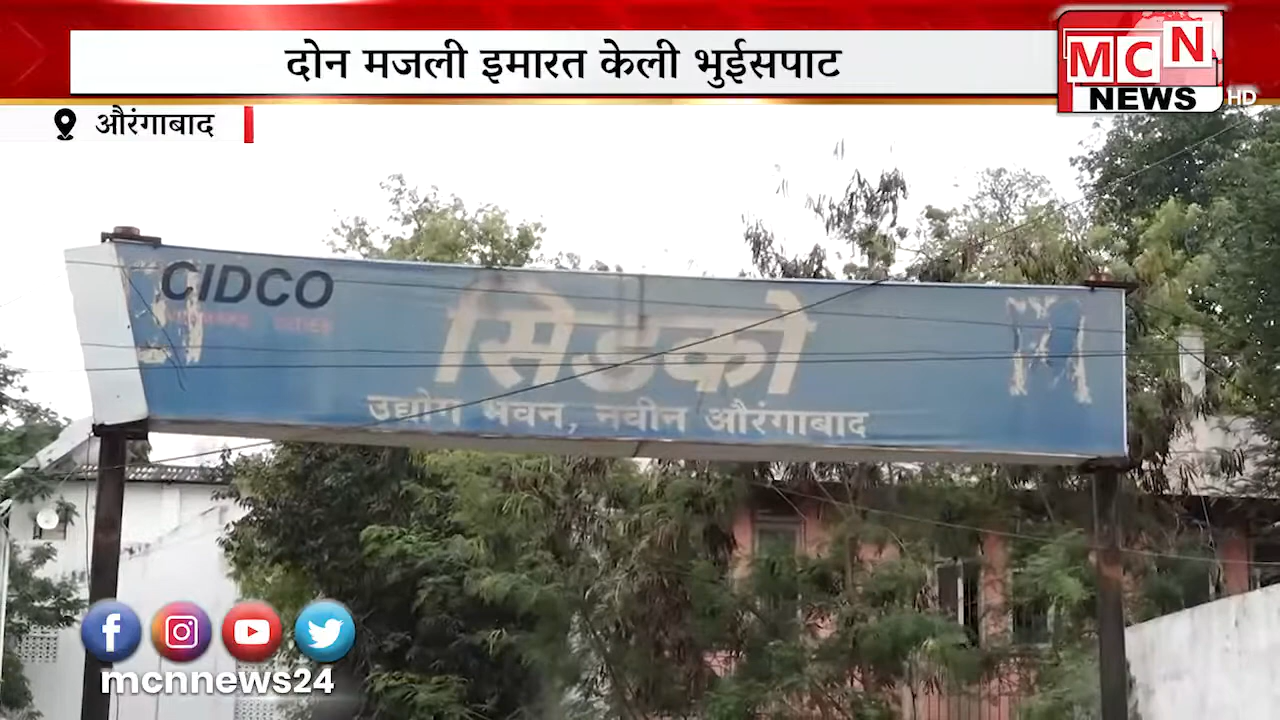 दोन मजली इमारत केली भुईसपाट
MCN
NEWS HD
औरंगाबाद
CIDCO
सिडको
उद्योग भवन, नवीन औरंगाबाद
mcnnews24